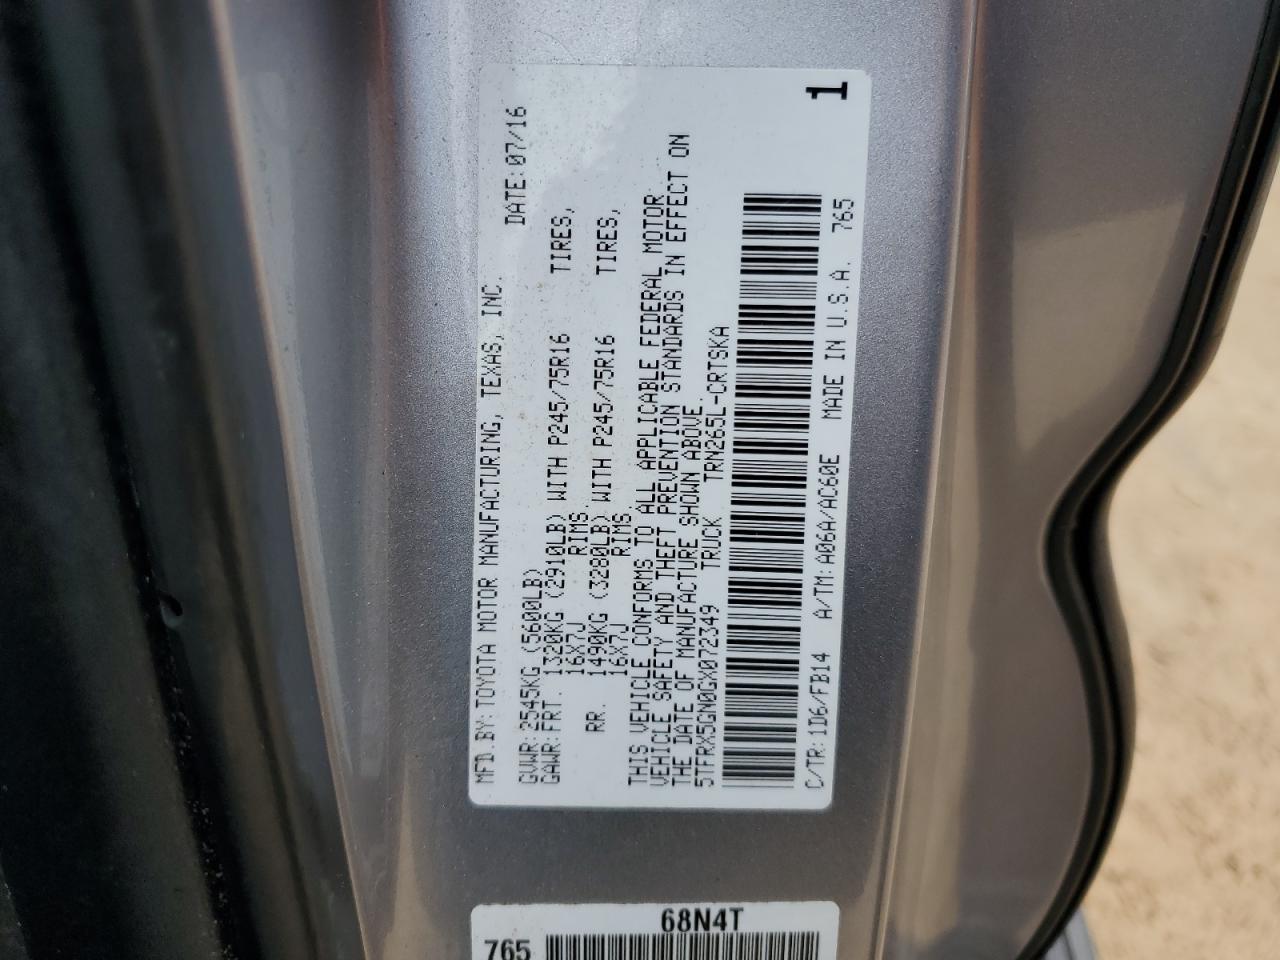 MFD.BY:TOYOTA MOTOR MANUFACTURING, TEXAS, INC.
DATE:07/16
GVWR:2545KG (5600LB)
GAWR:FRT. 1320KG (2910LB) WITH P245/75R16 TIRES,
16X7J RIMS.
RR. 1490KG (3280LB) WITH P245/75R16 TIRES,
16X7J RIMS.
THIS VEHICLE CONFORMS TO ALL APPLICABLE FEDERAL MOTOR
VEHICLE SAFETY AND THEFT PREVENTION STANDARDS IN EFFECT ON
THE DATE OF MANUFACTURE SHOWN ABOVE
5TFRX5GN0GX072349 TRUCK TRN265L-CRTSKA
C/TR:1D6/FB14 A/TM:A06A/AC60E MADE IN U.S.A. 765
1
68N4T
765